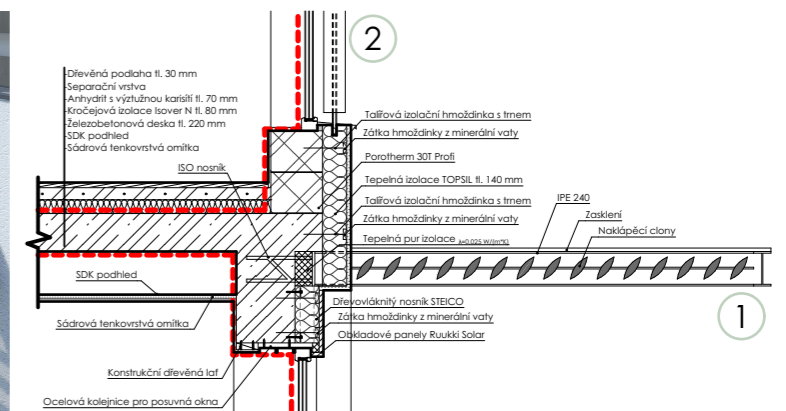 2
-Dřevěná podlaha tl. 30 mm
-Separační vrstva
-Anhydrit s výztužnou karisítí tl. 70 mm
-Kročejová izolace Isover N tl. 80 mm
-Železobetonová deska tl. 220 mm
-SDK podhled
-Sádrová tenkovrstvá omítka
ISO nosník
Talířová izolační hmoždinka s trnem
Zátka hmoždinky z minerální vaty
Porotherm 30T Profi
Tepelná izolace TOPSIL tl. 140 mm
Talířová izolační hmoždinka s trnem
Zátka hmoždinky z minerální vaty
Tepelná pur izolace λ=0.025 W/(m*K)
IPE 240
Zasklení
Naklápěcí clony
SDK podhled
Sádrová tenkovrstvá omítka
Dřevovláknitý nosník STEICO
Zátka hmoždinky z minerální vaty
Obkladové panely Ruukki Solar
1
Konstrukční dřevěná lať
Ocelová kolejnice pro posuvná okna